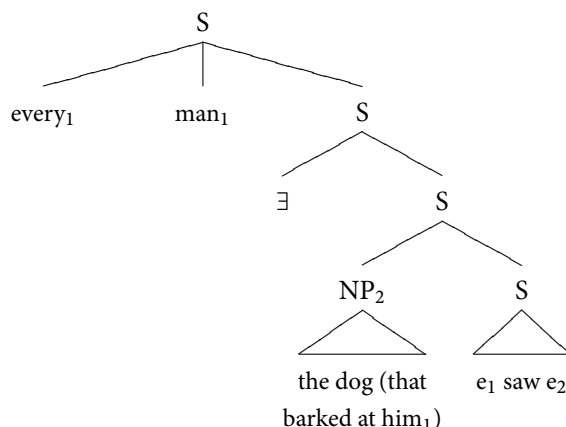 S
every₁ man₁ S
∃ S
NP₂ S
the dog (that e₁ saw e₂
barked at him₁)